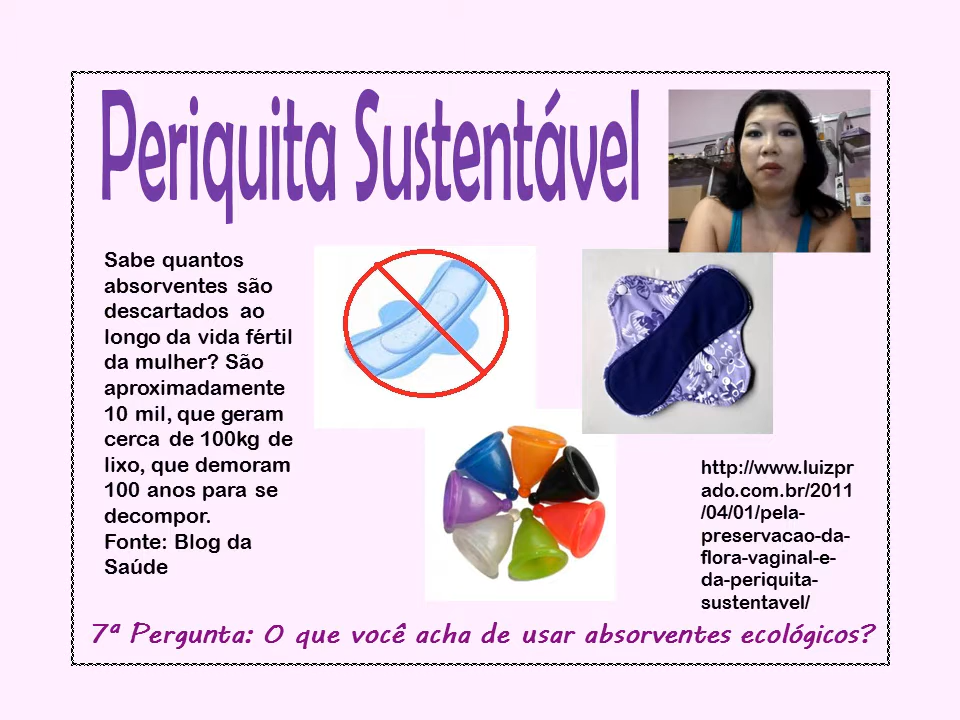 Periquita Sustentável
Sabe quantos
absorventes são
descartados ao
longo da vida fértil
da mulher? São
aproximadamente
10 mil, que geram
cerca de 100kg de
lixo, que demoram
100 anos para se
decompor.
Fonte: Blog da
Saúde
http://www.luizpr
ado.com.br/2011
/04/01/pela-
preservacao-da-
flora-vaginal-e-
da-periquita-
sustentavel/
7ª Pergunta: O que você acha de usar absorventes ecológicos?